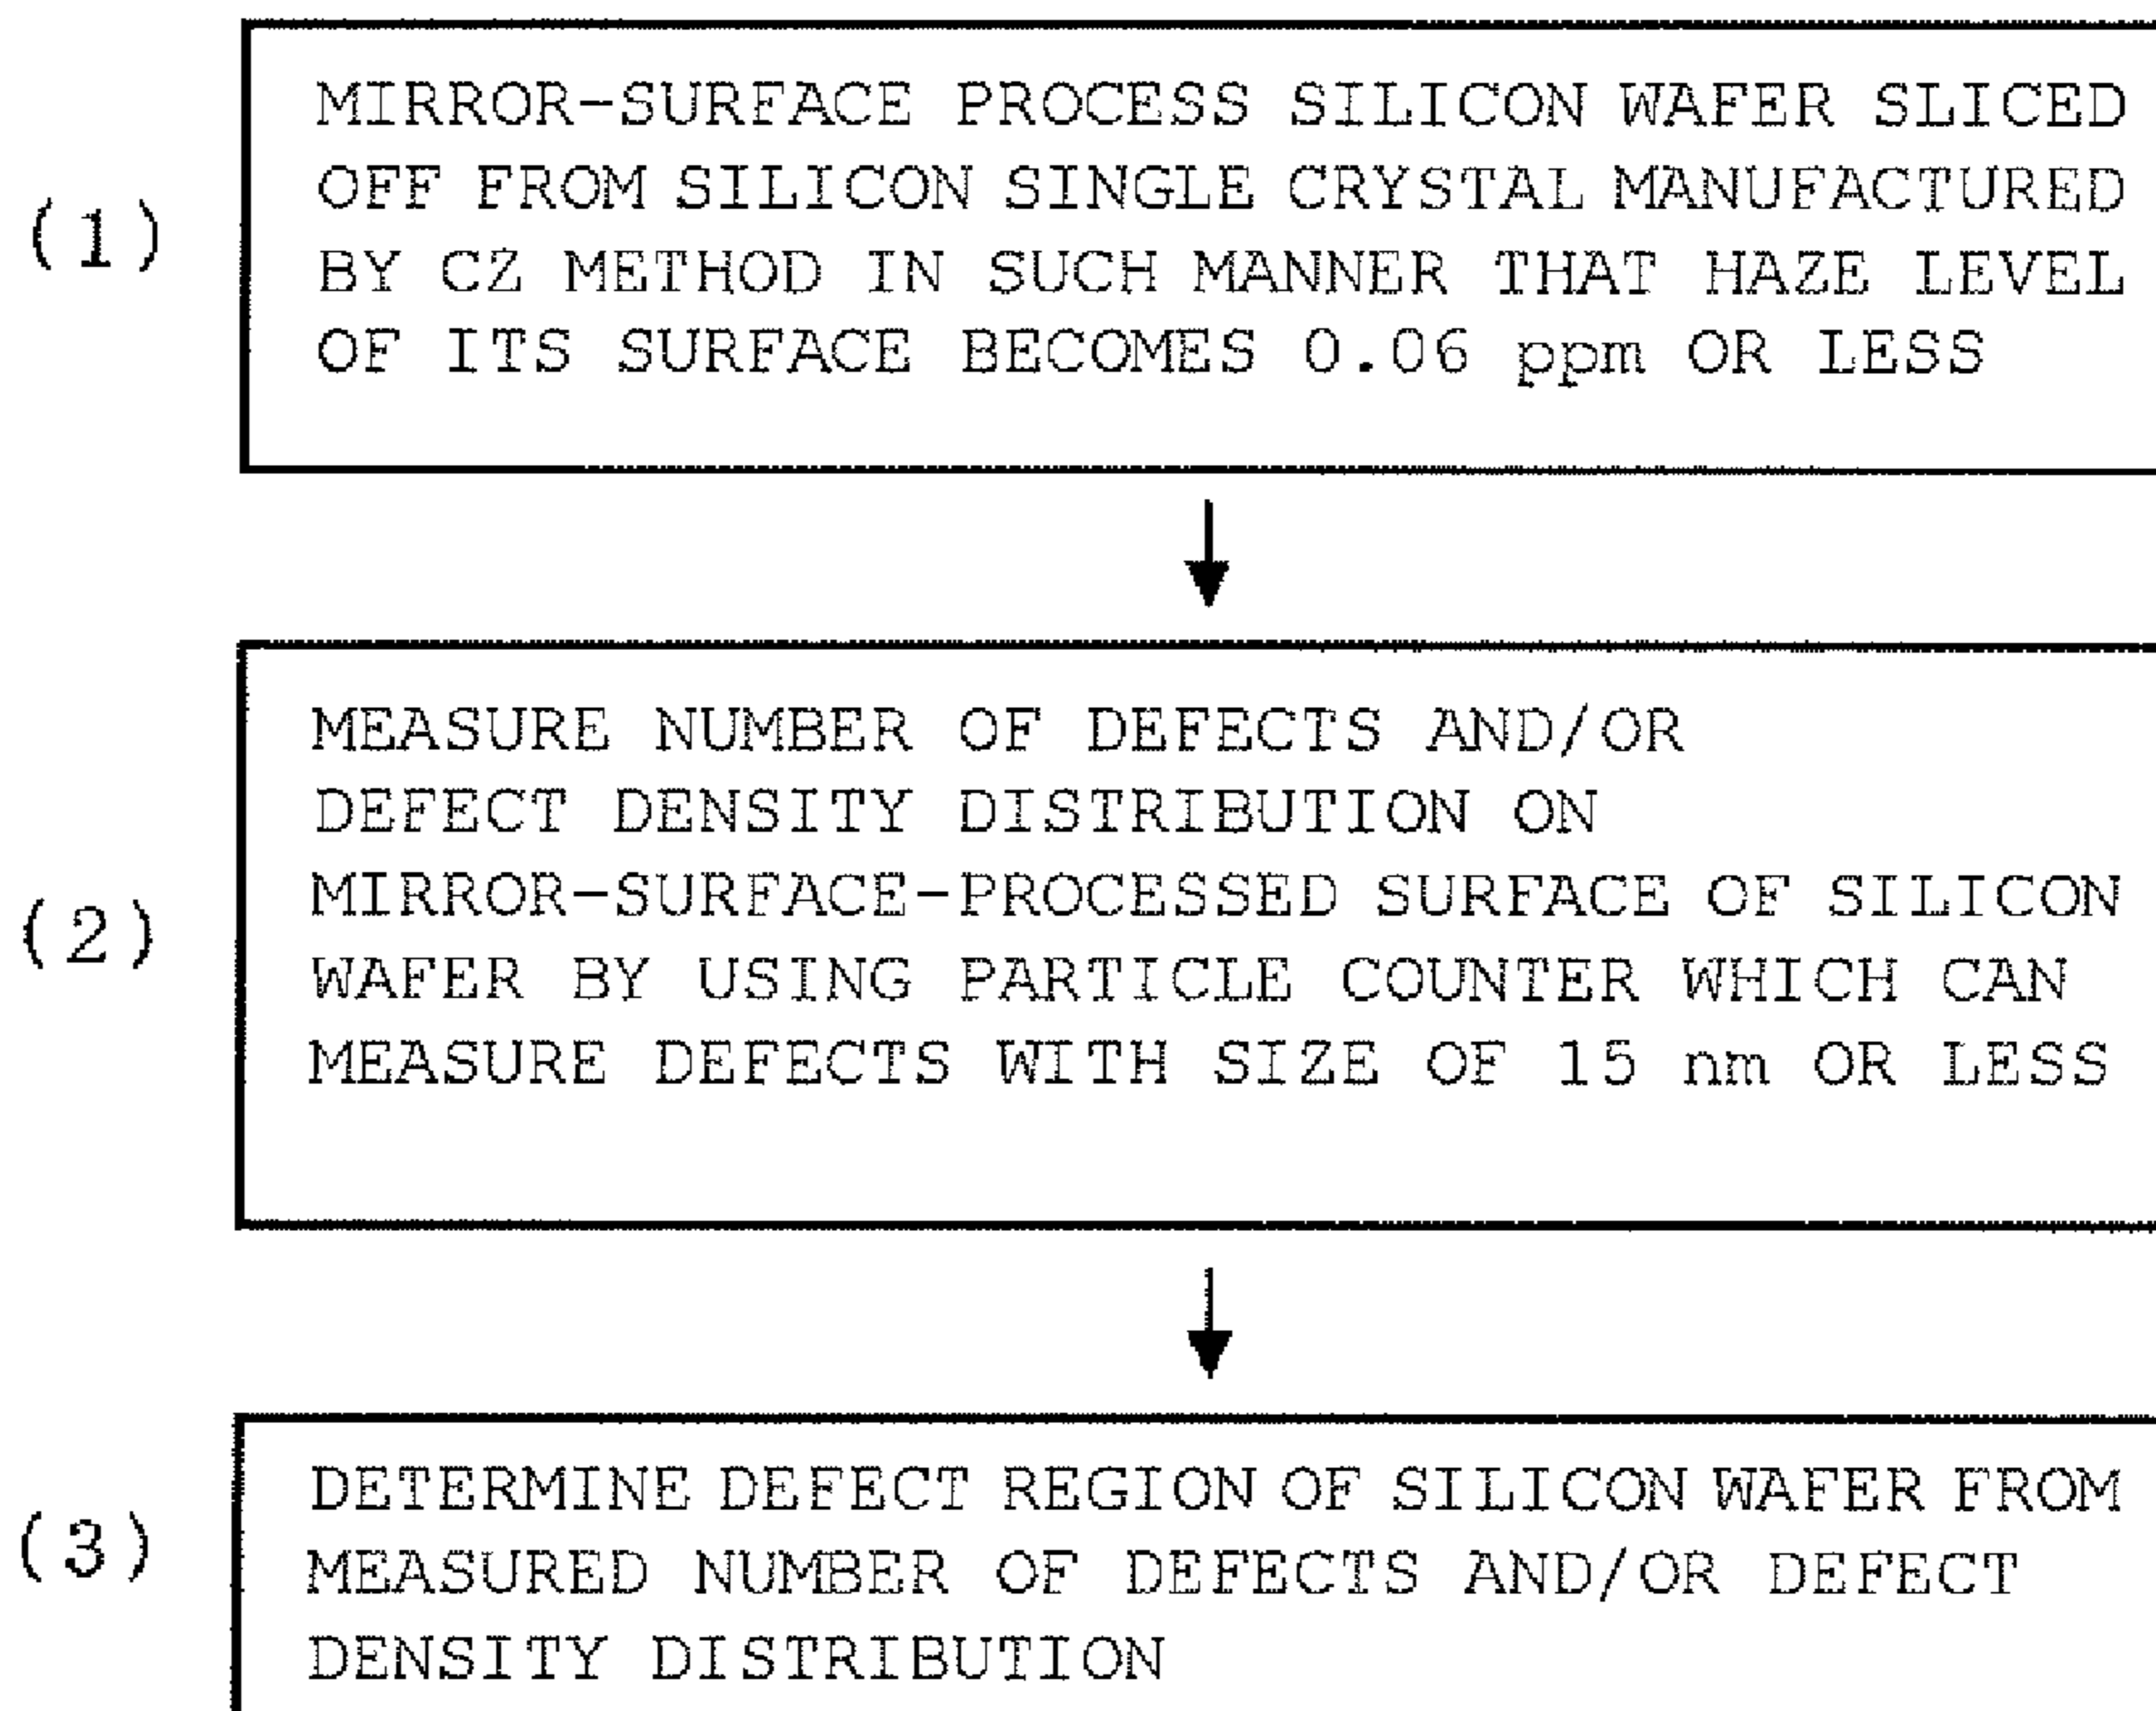 (1)
MIRROR-SURFACE PROCESS SILICON WAFER SLICED
OFF FROM SILICON SINGLE CRYSTAL MANUFACTURED
BY CZ METHOD IN SUCH MANNER THAT HAZE LEVEL
OF ITS SURFACE BECOMES 0.06 ppm OR LESS
(2)
MEASURE NUMBER OF DEFECTS AND/OR
DEFECT DENSITY DISTRIBUTION ON
MIRROR-SURFACE-PROCESSED SURFACE OF SILICON
WAFER BY USING PARTICLE COUNTER WHICH CAN
MEASURE DEFECTS WITH SIZE OF 15 nm OR LESS
(3)
DETERMINE DEFECT REGION OF SILICON WAFER FROM
MEASURED NUMBER OF DEFECTS AND/OR DEFECT
DENSITY DISTRIBUTION